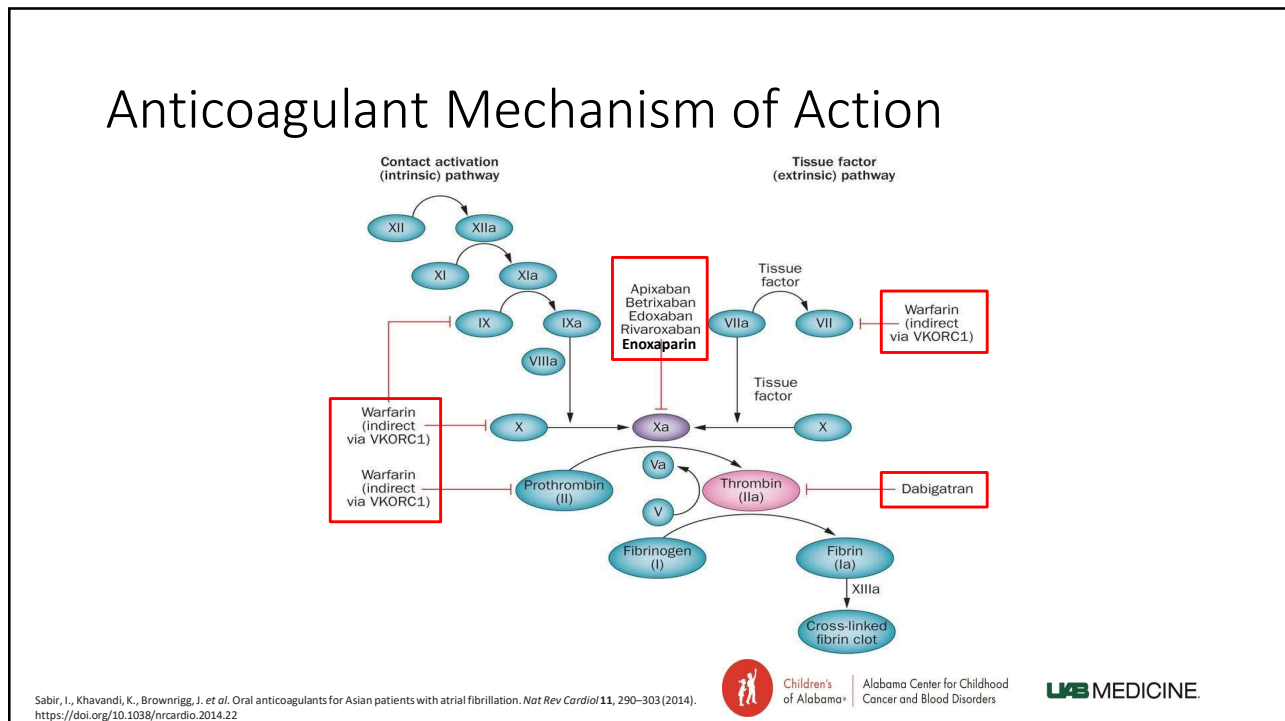 Anticoagulant Mechanism of Action
Contact activation
(intrinsic) pathway
Tissue factor
(extrinsic) pathway
XII
XIIa
XI
XIa
IX
IXa
VIIIa
Apixaban
Betrixaban
Edoxaban
Rivaroxaban
Enoxaparin
Tissue
factor
VIIa
VII
Warfarin
(indirect
via VKORC1)
Tissue
factor
Warfarin
(indirect
via VKORC1)
X
Xa
X
Warfarin
(indirect
via VKORC1)
Prothrombin
(II)
Va
V
Thrombin
(IIa)
Dabigatran
Fibrinogen
(I)
Fibrin
(Ia)
XIIIa
Cross-linked
fibrin clot
Sabir, I., Khavandi, K., Brownrigg, J. et al. Oral anticoagulants for Asian patients with atrial fibrillation. Nat Rev Cardiol 11, 290–303 (2014).
https://doi.org/10.1038/nrcardio.2014.22
Children's
of Alabama®
Alabama Center for Childhood
Cancer and Blood Disorders
UAB MEDICINE.